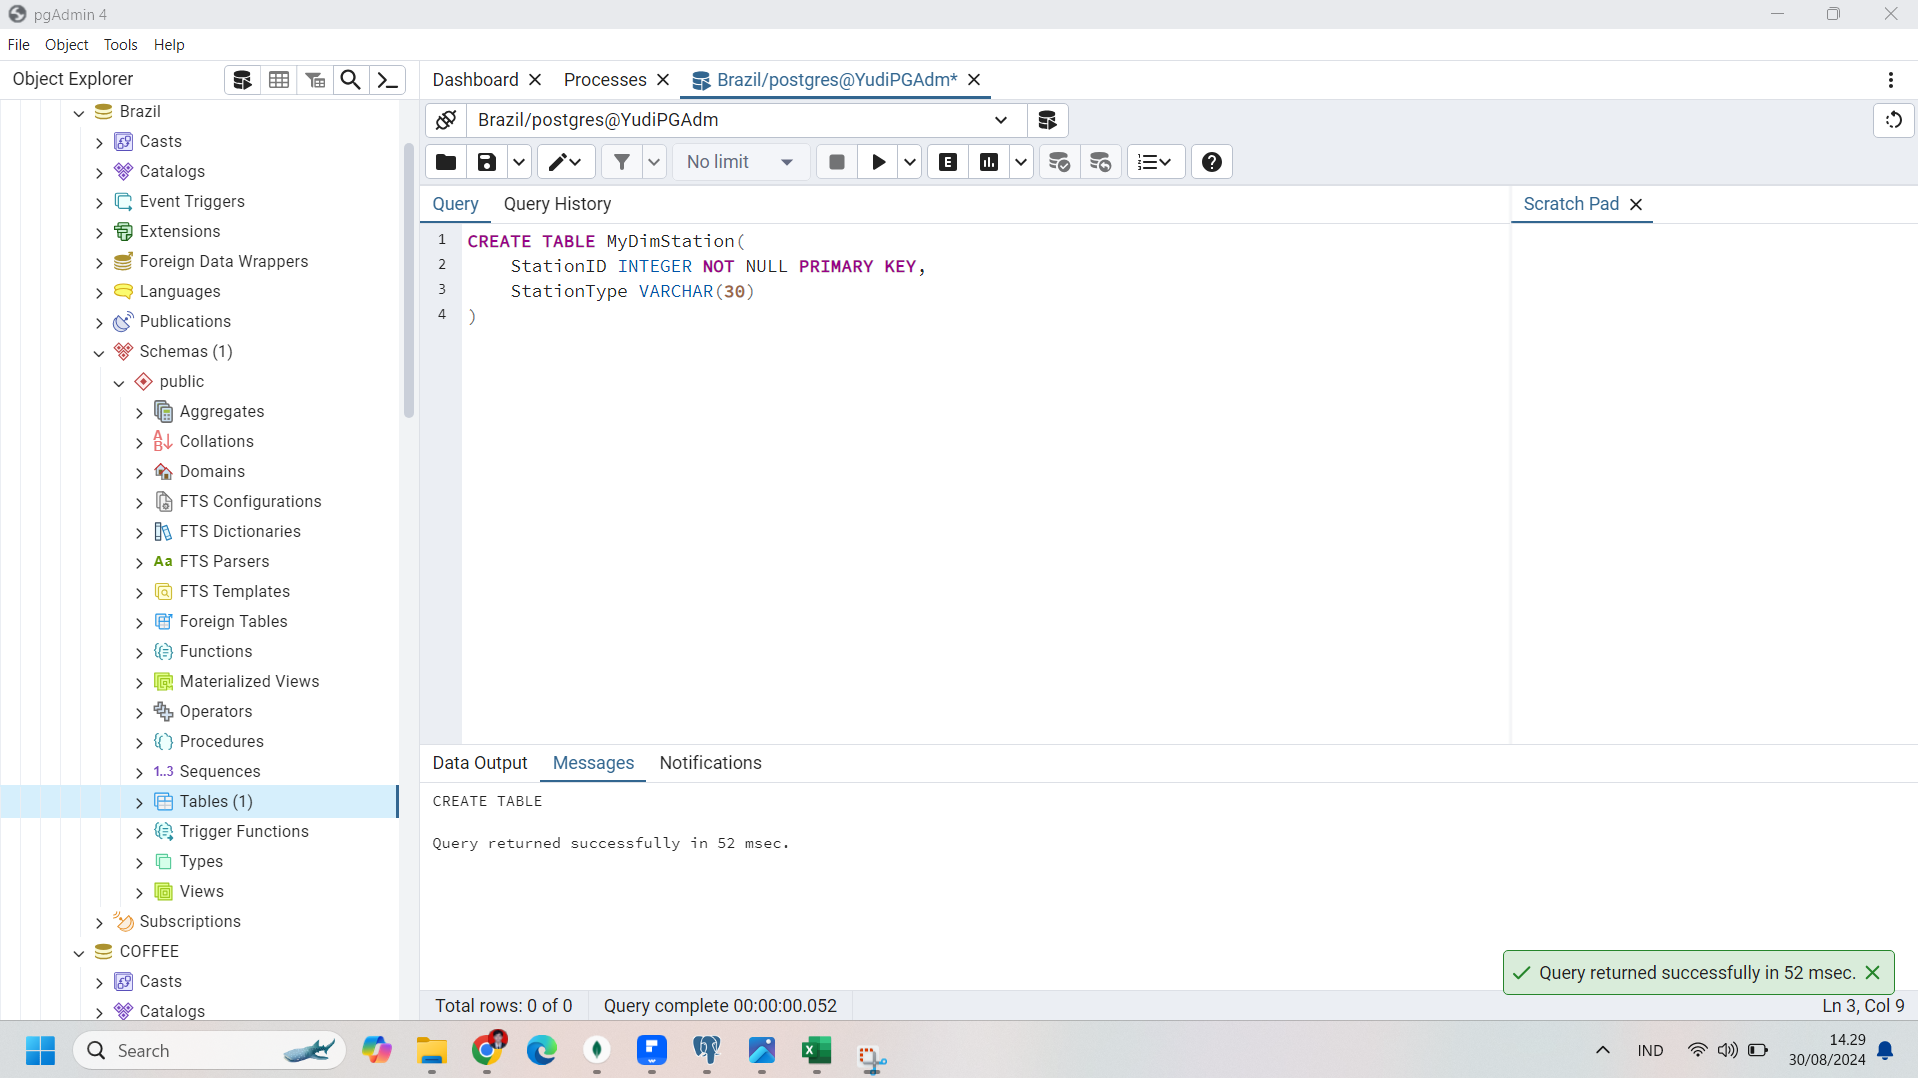 pgAdmin 4
File Object Tools Help
Object Explorer
Brazil
Casts
Catalogs
Event Triggers
Extensions
Foreign Data Wrappers
Languages
Publications
Schemas (1)
public
Aggregates
Collations
Domains
FTS Configurations
FTS Dictionaries
Aa FTS Parsers
FTS Templates
Foreign Tables
Functions
Materialized Views
Operators
Procedures
1..3 Sequences
Tables (1)
Trigger Functions
Types
Views
Subscriptions
COFFEE
Casts
Catalogs
Dashboard Processes Brazil/postgres@YudiPGAdm*
Brazil/postgres@YudiPGAdm
No limit E
Query Query History
Scratch Pad
1 CREATE TABLE MyDimStation(
2 StationID INTEGER NOT NULL PRIMARY KEY,
3 StationType VARCHAR(30)
4 )
Data Output Messages Notifications
CREATE TABLE
Query returned successfully in 52 msec.
Query returned successfully in 52 msec.
Total rows: 0 of 0 Query complete 00:00:00.052 Ln 3, Col 9
Search
IND
14.29
30/08/2024